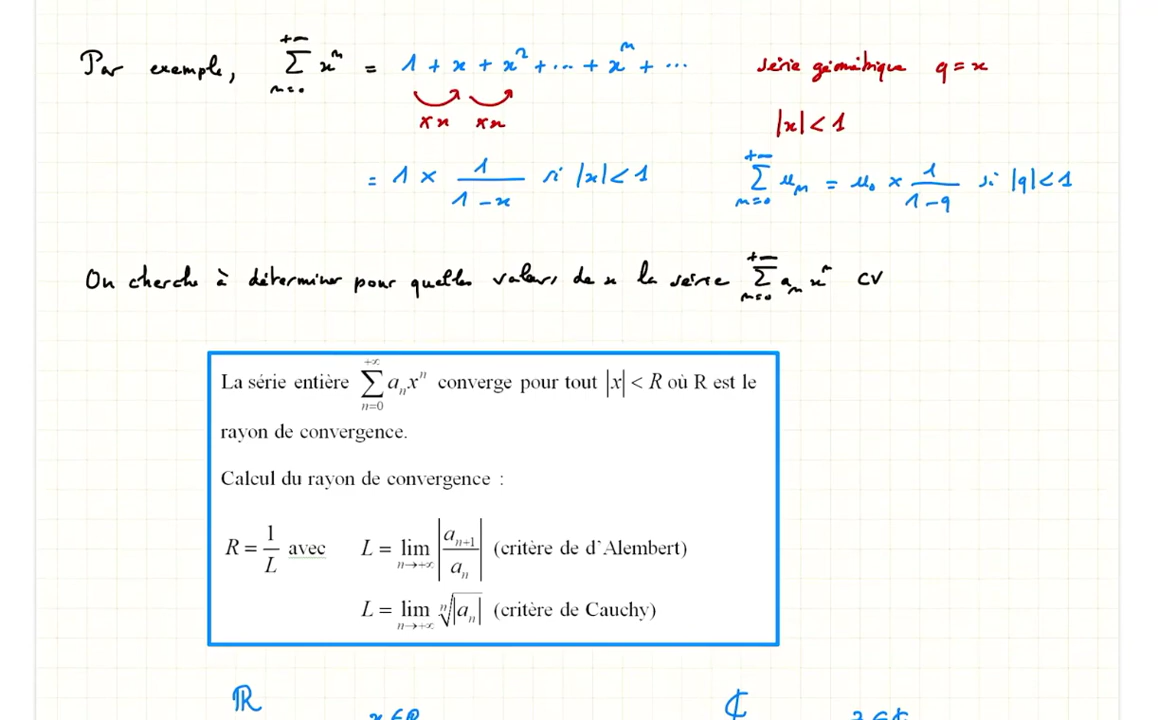 Par exemple, +∞ Σ n=0 x^n = 1 + x + x^2 + ... + x^n + ... série géométrique q = x
×x ×x |x| < 1
= 1 × 1/(1-x) si |x| < 1 +∞ Σ n=0 u_n = u_0 × 1/(1-q) si |q| < 1
On cherche à déterminer pour quelles valeurs de x la série +∞ Σ n=0 a_n x^n CV
La série entière +∞ Σ n=0 a_n x^n converge pour tout |x| < R où R est le
rayon de convergence.
Calcul du rayon de convergence :
R = 1/L avec L = lim n→+∞ |a_{n+1}/a_n| (critère de d'Alembert)
L = lim n→+∞ ⁿ√|a_n| (critère de Cauchy)
ℝ ℂ